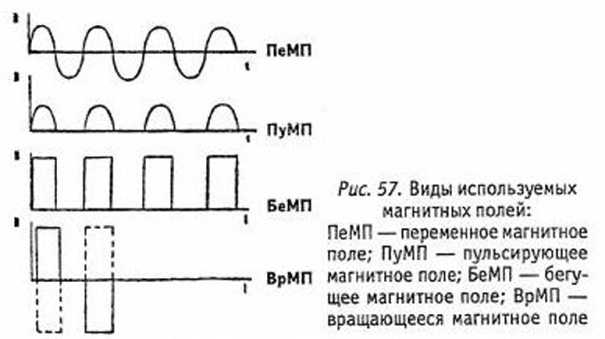 ПеМП
t
ПуМП
t
БеМП
t
ВрМП
t
Рис. 57. Виды используемых
магнитных полей:
ПеМП — переменное магнитное
поле; ПуМП — пульсирующее
магнитное поле; БеМП — бегу-
щее магнитное поле; ВрМП —
вращающееся магнитное поле